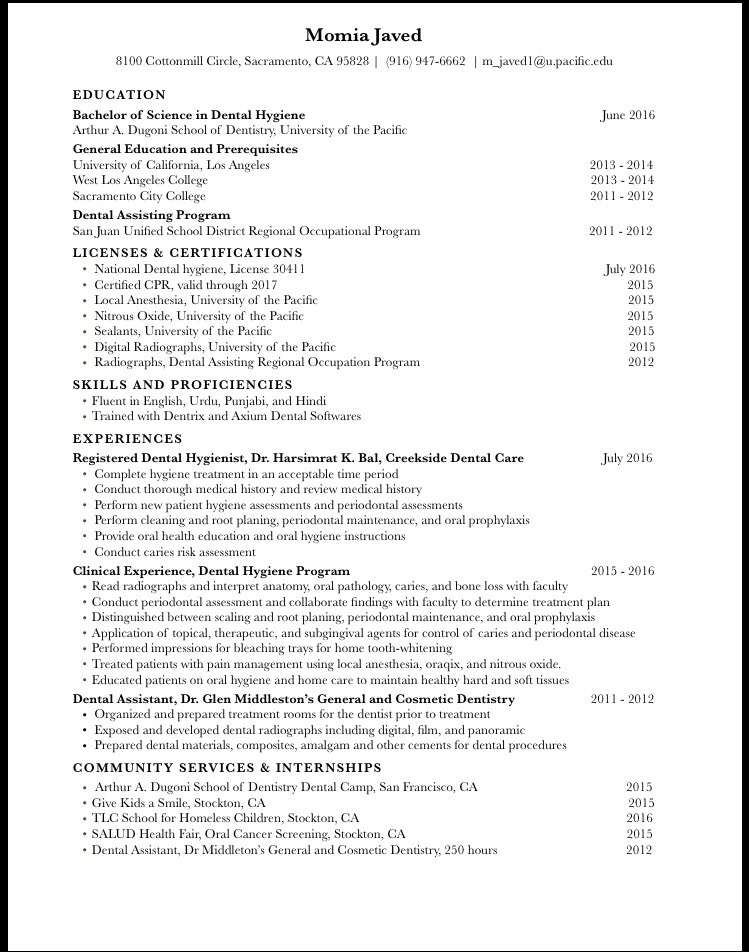 Momia Javed
8100 Cottonmill Circle, Sacramento, CA 95828 | (916) 947-6662 | m_javed1@u.pacific.edu
EDUCATION
Bachelor of Science in Dental Hygiene June 2016
Arthur A. Dugoni School of Dentistry, University of the Pacific
General Education and Prerequisites
University of California, Los Angeles 2013 - 2014
West Los Angeles College 2013 - 2014
Sacramento City College 2011 - 2012
Dental Assisting Program
San Juan Unified School District Regional Occupational Program 2011 - 2012
LICENSES & CERTIFICATIONS
• National Dental hygiene, License 30411 July 2016
• Certified CPR, valid through 2017 2015
• Local Anesthesia, University of the Pacific 2015
• Nitrous Oxide, University of the Pacific 2015
• Sealants, University of the Pacific 2015
• Digital Radiographs, University of the Pacific 2015
• Radiographs, Dental Assisting Regional Occupation Program 2012
SKILLS AND PROFICIENCIES
• Fluent in English, Urdu, Punjabi, and Hindi
• Trained with Dentrix and Axium Dental Softwares
EXPERIENCES
Registered Dental Hygienist, Dr. Harsimrat K. Bal, Creekside Dental Care July 2016
• Complete hygiene treatment in an acceptable time period
• Conduct thorough medical history and review medical history
• Perform new patient hygiene assessments and periodontal assessments
• Perform cleaning and root planing, periodontal maintenance, and oral prophylaxis
• Provide oral health education and oral hygiene instructions
• Conduct caries risk assessment
Clinical Experience, Dental Hygiene Program 2015 - 2016
• Read radiographs and interpret anatomy, oral pathology, caries, and bone loss with faculty
• Conduct periodontal assessment and collaborate findings with faculty to determine treatment plan
• Distinguished between scaling and root planing, periodontal maintenance, and oral prophylaxis
• Application of topical, therapeutic, and subgingival agents for control of caries and periodontal disease
• Performed impressions for bleaching trays for home tooth-whitening
• Treated patients with pain management using local anesthesia, oraqix, and nitrous oxide.
• Educated patients on oral hygiene and home care to maintain healthy hard and soft tissues
Dental Assistant, Dr. Glen Middleston's General and Cosmetic Dentistry 2011 - 2012
• Organized and prepared treatment rooms for the dentist prior to treatment
• Exposed and developed dental radiographs including digital, film, and panoramic
• Prepared dental materials, composites, amalgam and other cements for dental procedures
COMMUNITY SERVICES & INTERNSHIPS
• Arthur A. Dugoni School of Dentistry Dental Camp, San Francisco, CA 2015
• Give Kids a Smile, Stockton, CA 2015
• TLC School for Homeless Children, Stockton, CA 2016
• SALUD Health Fair, Oral Cancer Screening, Stockton, CA 2015
• Dental Assistant, Dr Middleton's General and Cosmetic Dentistry, 250 hours 2012